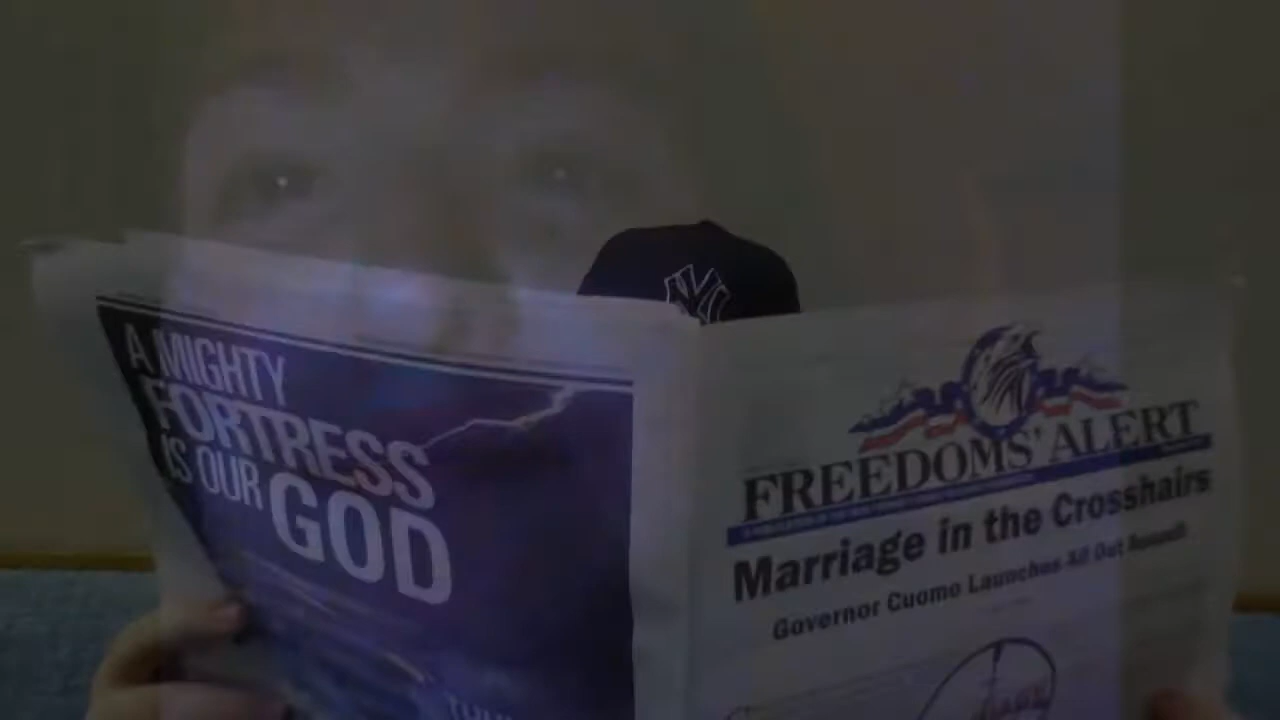 NY
A MIGHTY
FORTRESS
IS OUR GOD
FREEDOMS' ALERT
Marriage in the Crosshairs
Governor Cuomo Launches All Out Assault